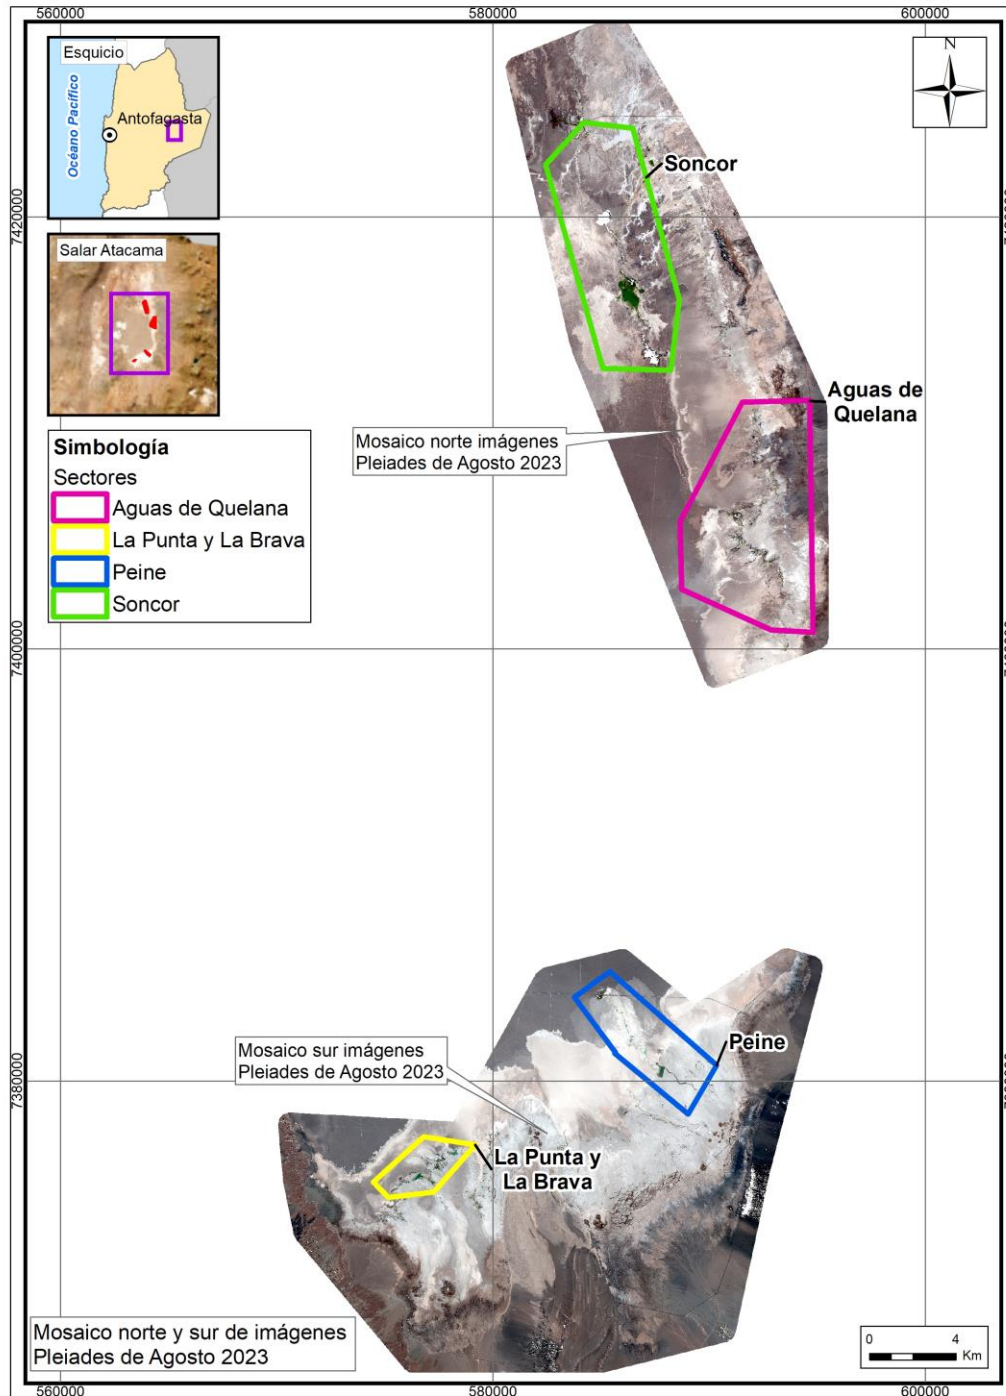 560000
580000
600000
Esquicio
Océano Pacífico
Antofagasta
N
Soncor
7420000
Salar Atacama
Aguas de
Quelana
Mosaico norte imágenes
Pleiades de Agosto 2023
Simbología
Sectores
Aguas de Quelana
La Punta y La Brava
Peine
Soncor
7400000
Mosaico sur imágenes
Pleiades de Agosto 2023
Peine
7380000
La Punta y
La Brava
Mosaico norte y sur de imágenes
Pleiades de Agosto 2023
0 4
Km
560000
580000
600000